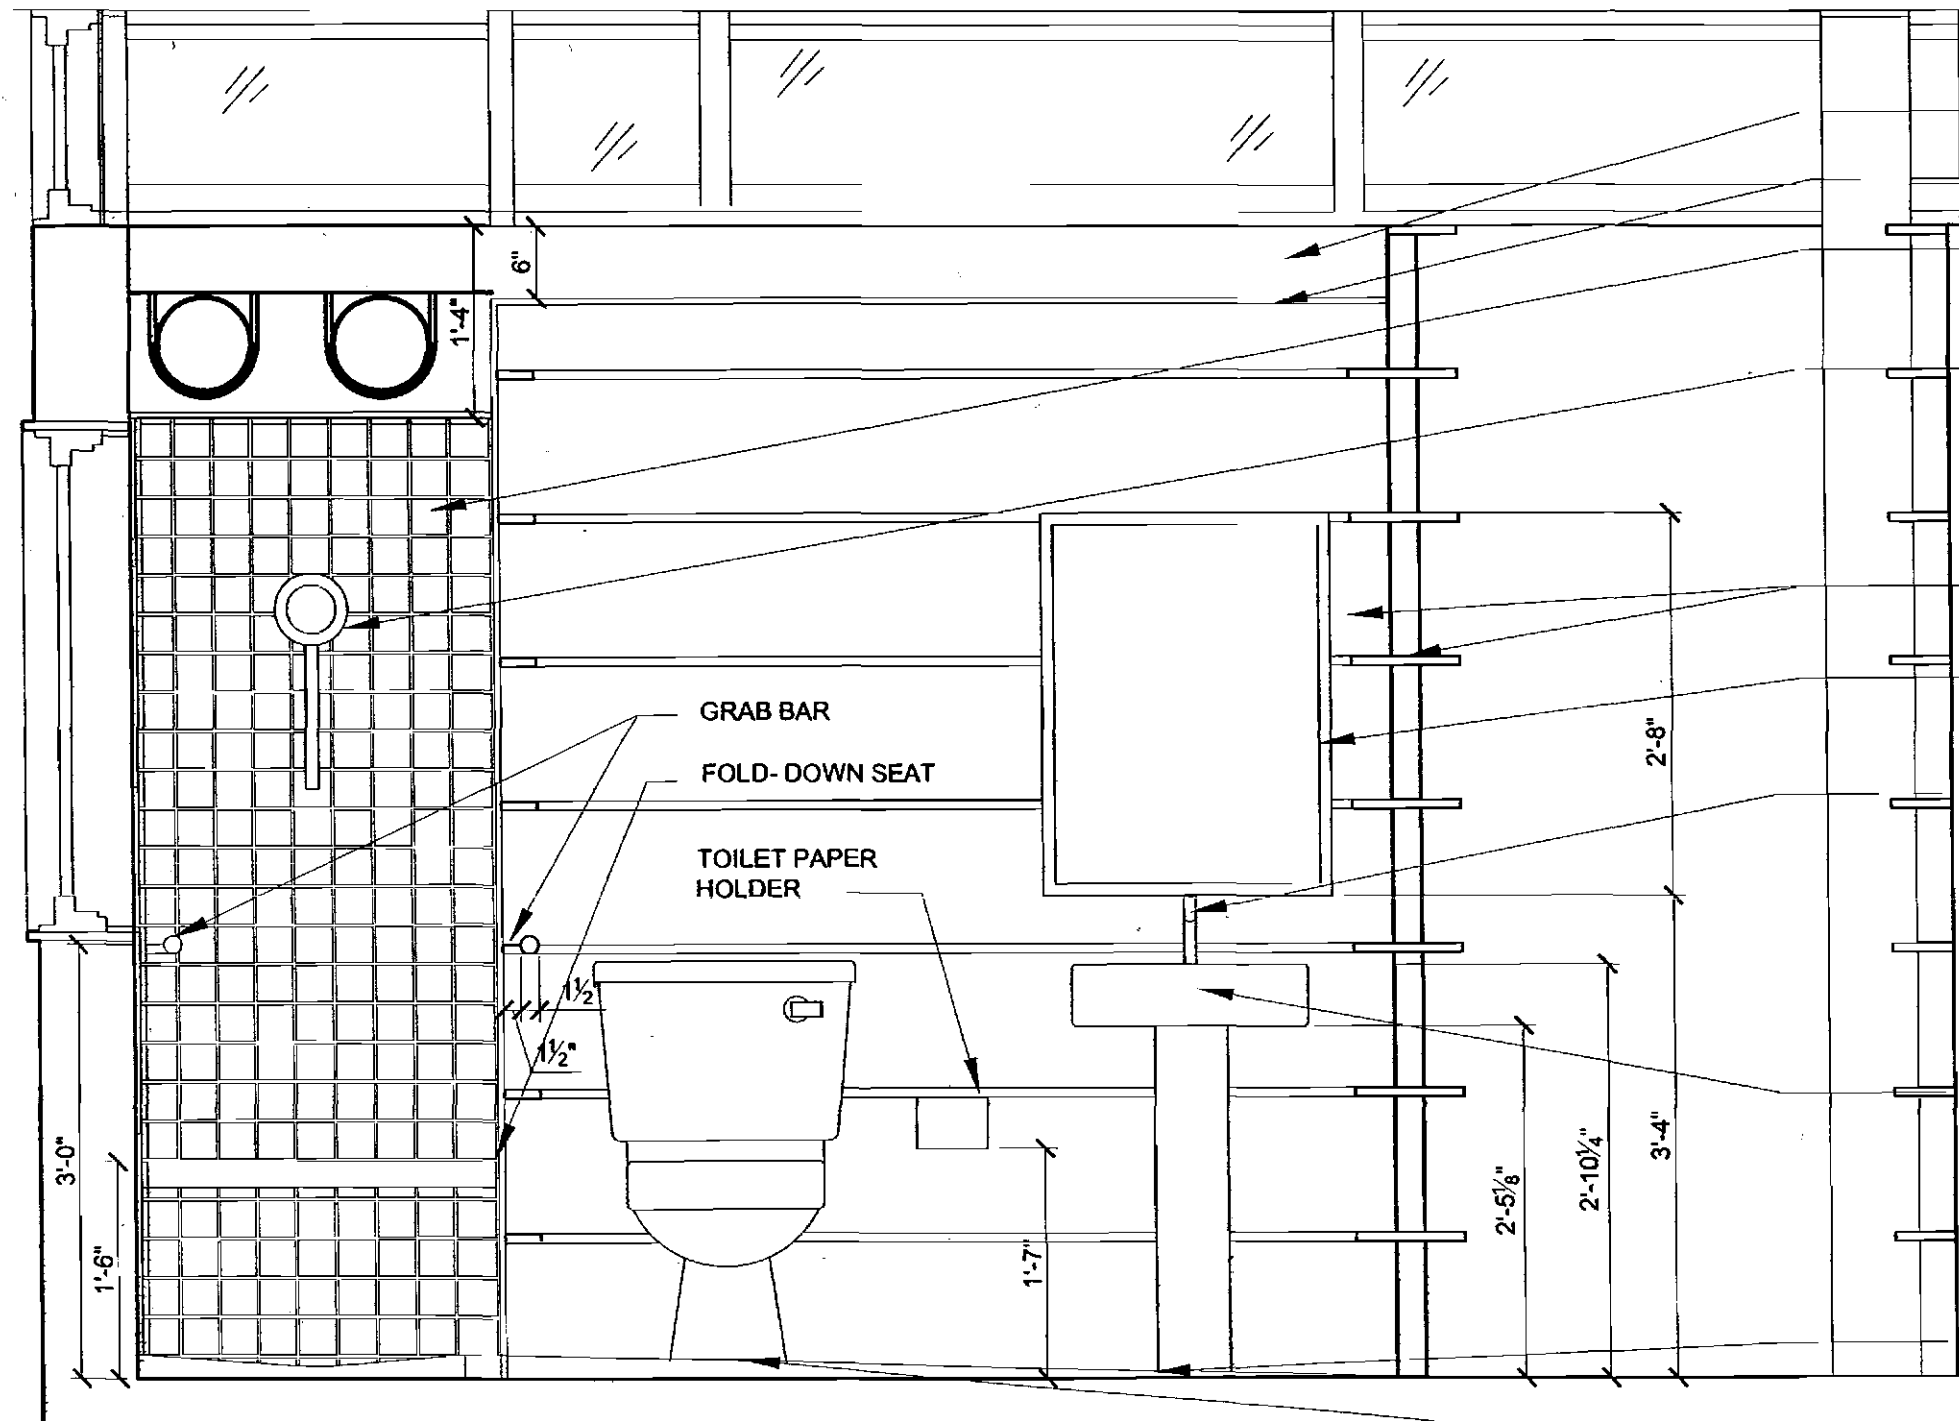 6"
1'-4"
GRAB BAR
FOLD- DOWN SEAT
2'-8"
TOILET PAPER
HOLDER
1½
1½"
3'-0"
1'-6"
1'-7"
2'-5⅛"
2'-10¼"
3'-4"